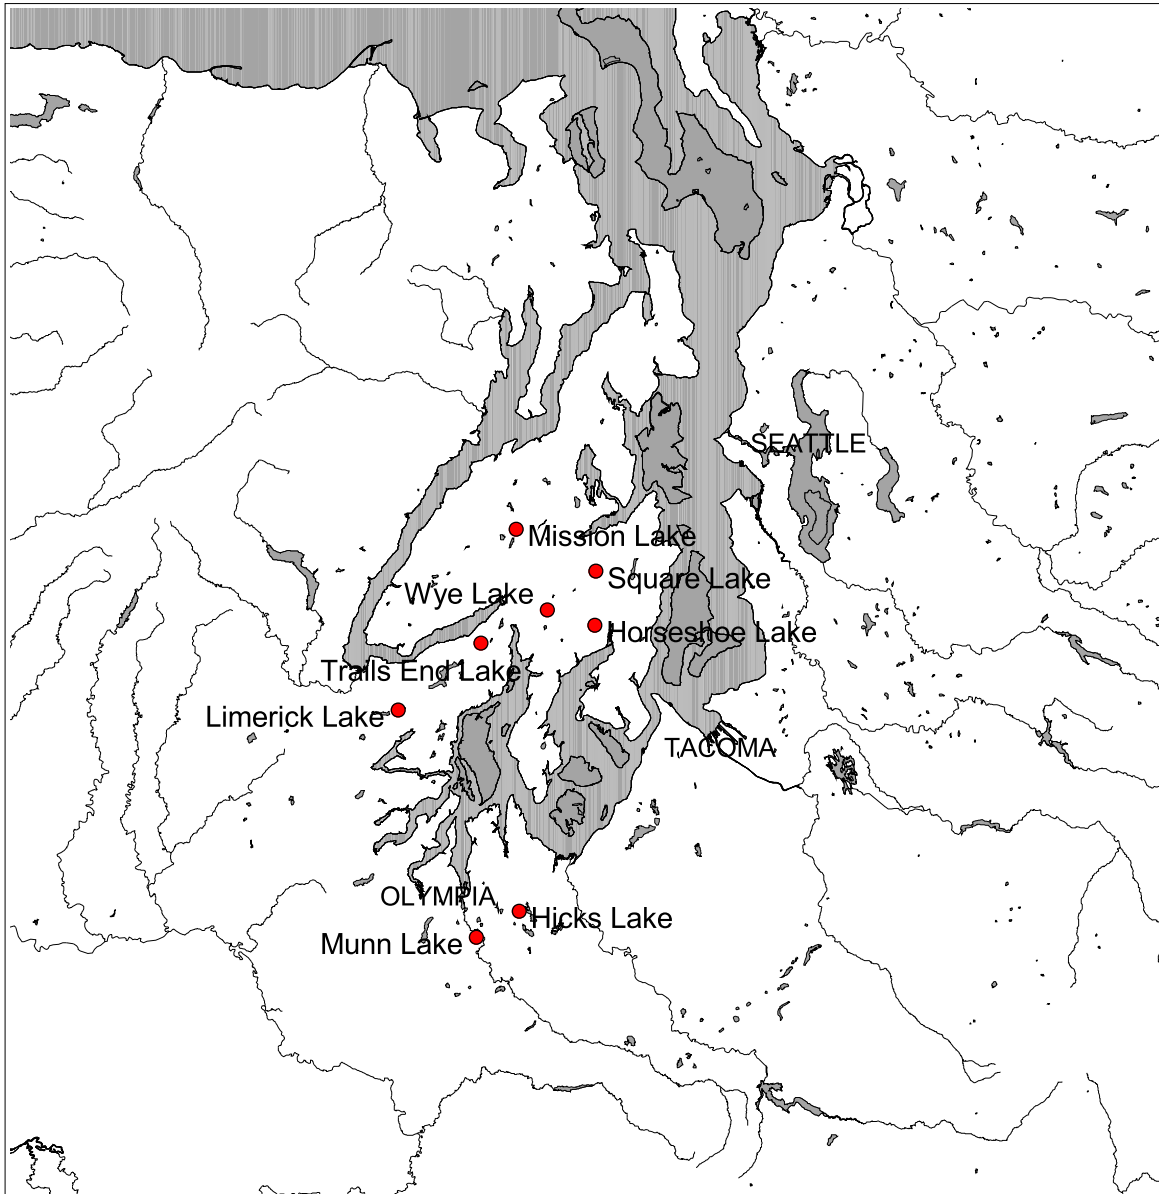 SEATTLE
Mission Lake
Square Lake
Wye Lake
Horseshoe Lake
Trails End Lake
Limerick Lake
TACOMA
OLYMPIA
Hicks Lake
Munn Lake